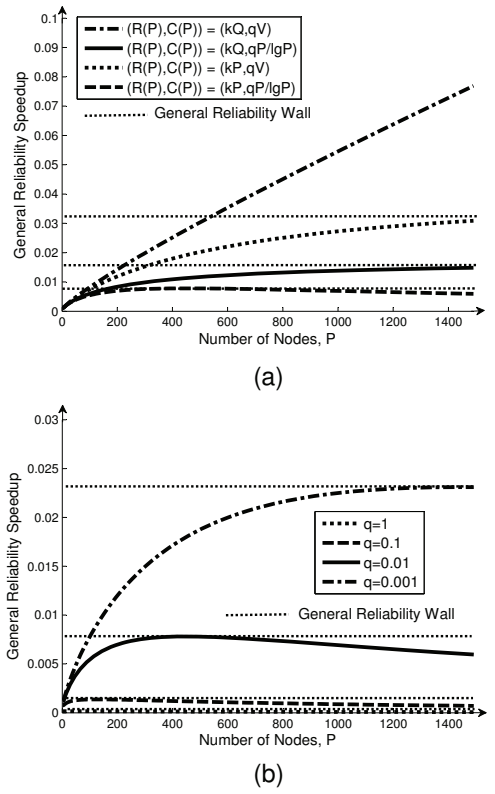 0.1
0.09
0.08
0.07
0.06
0.05
0.04
0.03
0.02
0.01
0
General Reliability Speedup
(R(P),C(P)) = (kQ,qV)
(R(P),C(P)) = (kQ,qP/lgP)
(R(P),C(P)) = (kP,qV)
(R(P),C(P)) = (kP,qP/lgP)
General Reliability Wall
0 200 400 600 800 1000 1200 1400
Number of Nodes, P
(a)
0.03
0.025
0.02
0.015
0.01
0.005
0
General Reliability Speedup
q=1
q=0.1
q=0.01
q=0.001
General Reliability Wall
0 200 400 600 800 1000 1200 1400
Number of Nodes, P
(b)